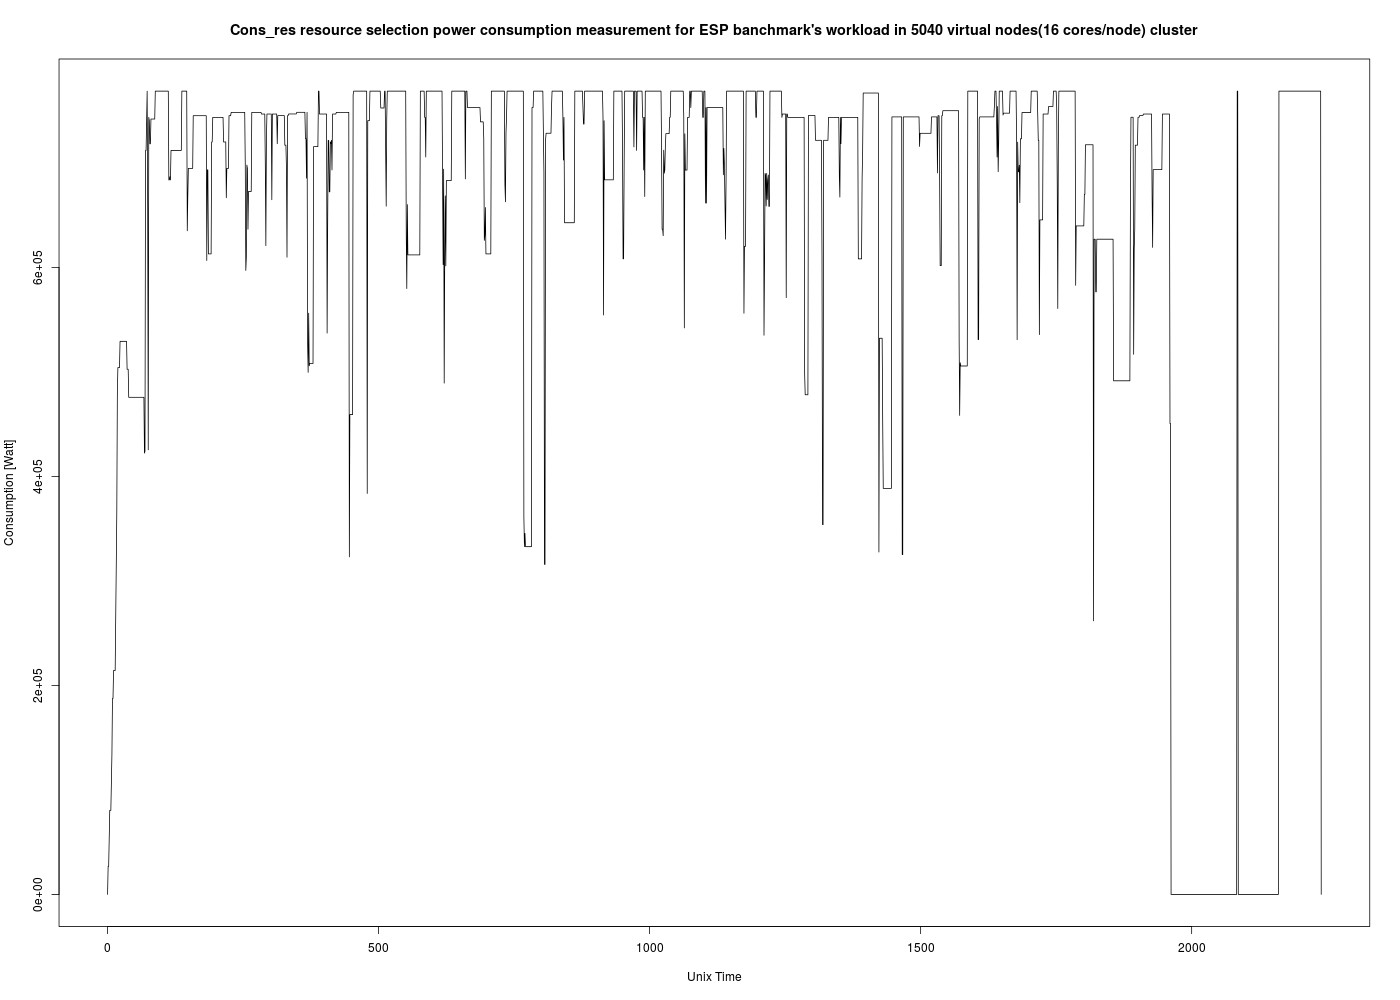 Cons_res resource selection power consumption measurement for ESP banchmark's workload in 5040 virtual nodes(16 cores/node) cluster
Consumption [Watt]
6e+05
4e+05
2e+05
0e+00
0 500 1000 1500 2000
Unix Time